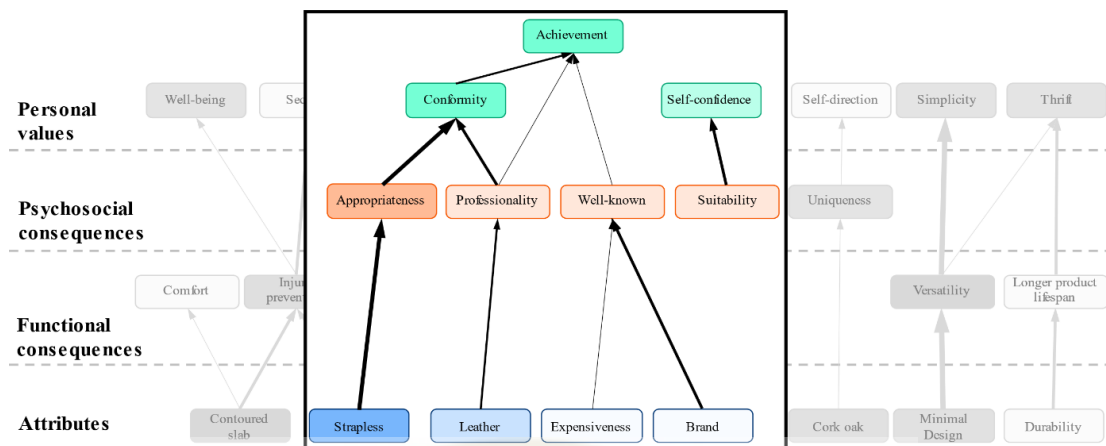 Achievement
Personal
values
Well-being
Conformity
Self-confidence
Self-direction
Simplicity
Thrift
Psychosocial
consequences
Appropriateness
Professionality
Well-known
Suitability
Uniqueness
Functional
consequences
Comfort
Versatility
Longer product
lifespan
Attributes
Contoured
slab
Strapless
Leather
Expensiveness
Brand
Cork oak
Minimal
Design
Durability